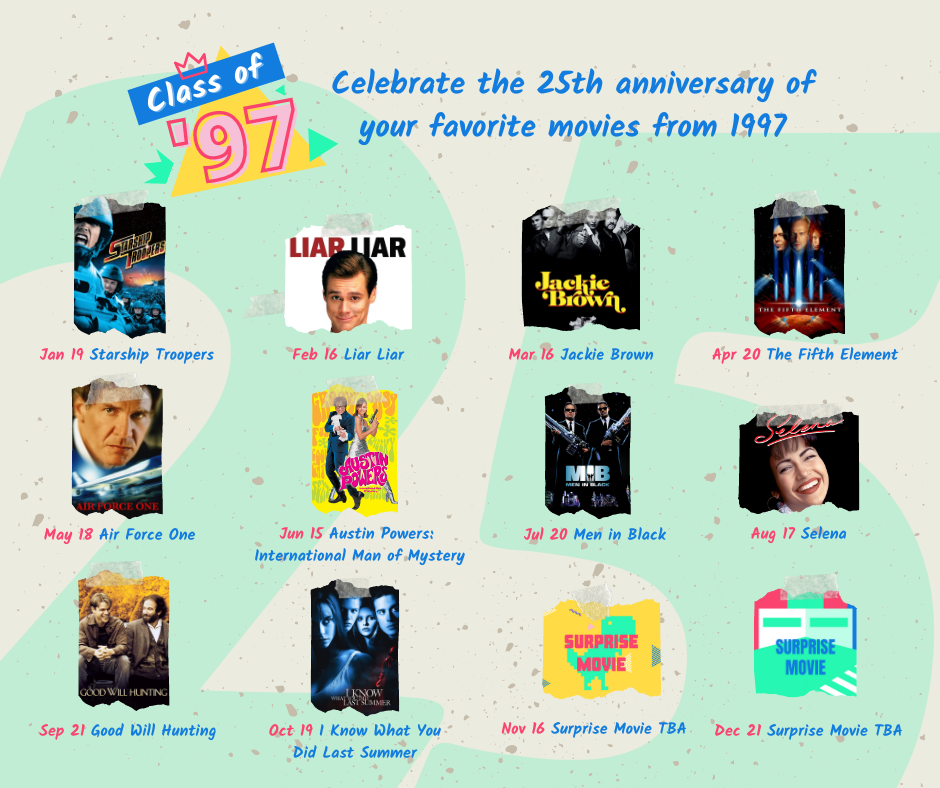 Class of
'97
Celebrate the 25th anniversary of
your favorite movies from 1997
STARSHIP
TROOPERS
LIAR LIAR
Jackie
Brown
THE FIFTH ELEMENT
Jan 19 Starship Troopers
Feb 16 Liar Liar
Mar 16 Jackie Brown
Apr 20 The Fifth Element
AIR FORCE ONE
AUSTIN
POWERS
MIB
MEN IN BLACK
Selena
May 18 Air Force One
Jun 15 Austin Powers:
International Man of Mystery
Jul 20 Men in Black
Aug 17 Selena
GOOD WILL HUNTING
I KNOW
WHAT YOU DID
LAST SUMMER
SURPRISE
MOVIE
SURPRISE
MOVIE
Sep 21 Good Will Hunting
Oct 19 I Know What You
Did Last Summer
Nov 16 Surprise Movie TBA
Dec 21 Surprise Movie TBA
25